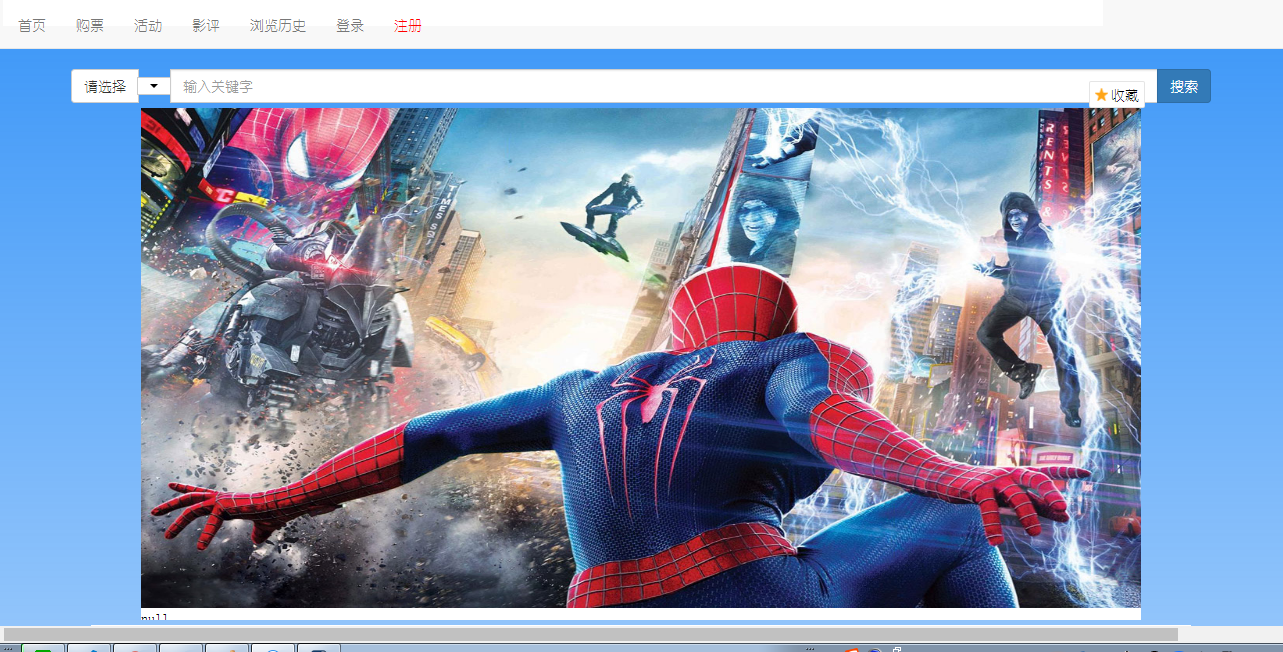 首页 购票 活动 影评 浏览历史 登录 注册
请选择 输入关键字 搜索
收藏
RENTS
TIMES SQ
null